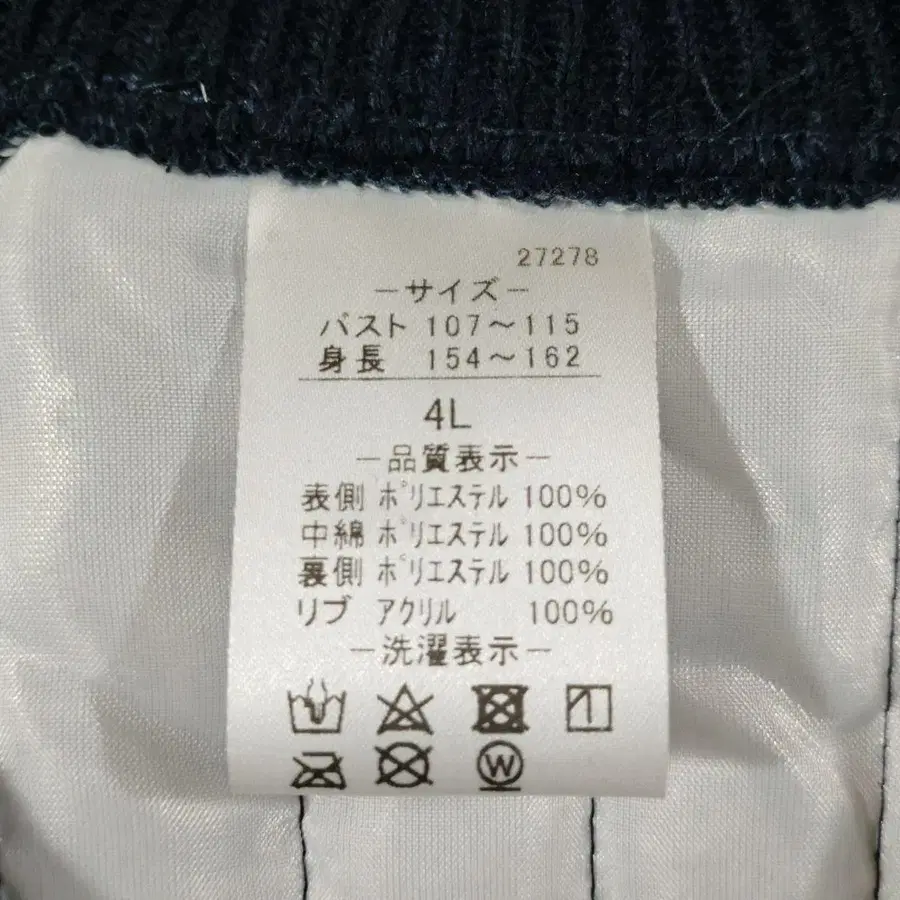 27278
－サイズ－
バスト 107～115
身長 154～162
4L
－品質表示－
表側 ポリエステル 100%
中綿 ポリエステル 100%
裏側 ポリエステル 100%
リブ アクリル 100%
－洗濯表示－
W